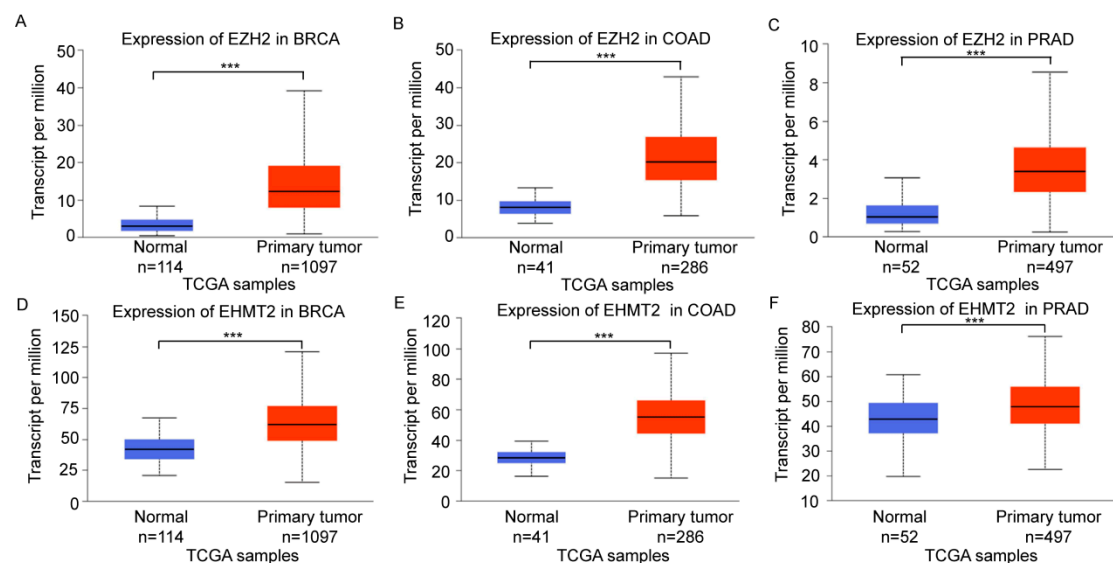 A
Expression of EZH2 in BRCA
***
Transcript per million
50
40
30
20
10
0
Normal
Primary tumor
n=114
n=1097
TCGA samples
B
Expression of EZH2 in COAD
***
Transcript per million
50
40
30
20
10
0
Normal
Primary tumor
n=41
n=286
TCGA samples
C
Expression of EZH2 in PRAD
***
Transcript per million
10
8
6
4
2
0
Normal
Primary tumor
n=52
n=497
TCGA samples
D
Expression of EHMT2 in BRCA
***
Transcript per million
150
125
100
75
50
25
0
Normal
Primary tumor
n=114
n=1097
TCGA samples
E
Expression of EHMT2 in COAD
***
Transcript per million
120
100
80
60
40
20
0
Normal
Primary tumor
n=41
n=286
TCGA samples
F
Expression of EHMT2 in PRAD
***
Transcript per million
80
70
60
50
40
30
20
10
Normal
Primary tumor
n=52
n=497
TCGA samples